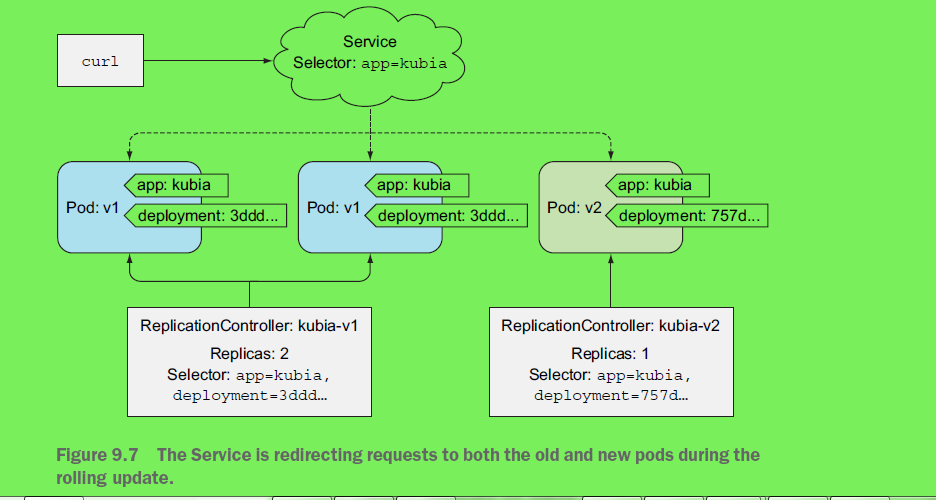 curl
Service
Selector: app=kubia
Pod: v1
app: kubia
deployment: 3ddd...
Pod: v1
app: kubia
deployment: 3ddd...
Pod: v2
app: kubia
deployment: 757d...
ReplicationController: kubia-v1
Replicas: 2
Selector: app=kubia,
deployment=3ddd…
ReplicationController: kubia-v2
Replicas: 1
Selector: app=kubia,
deployment=757d…
Figure 9.7 The Service is redirecting requests to both the old and new pods during the
rolling update.